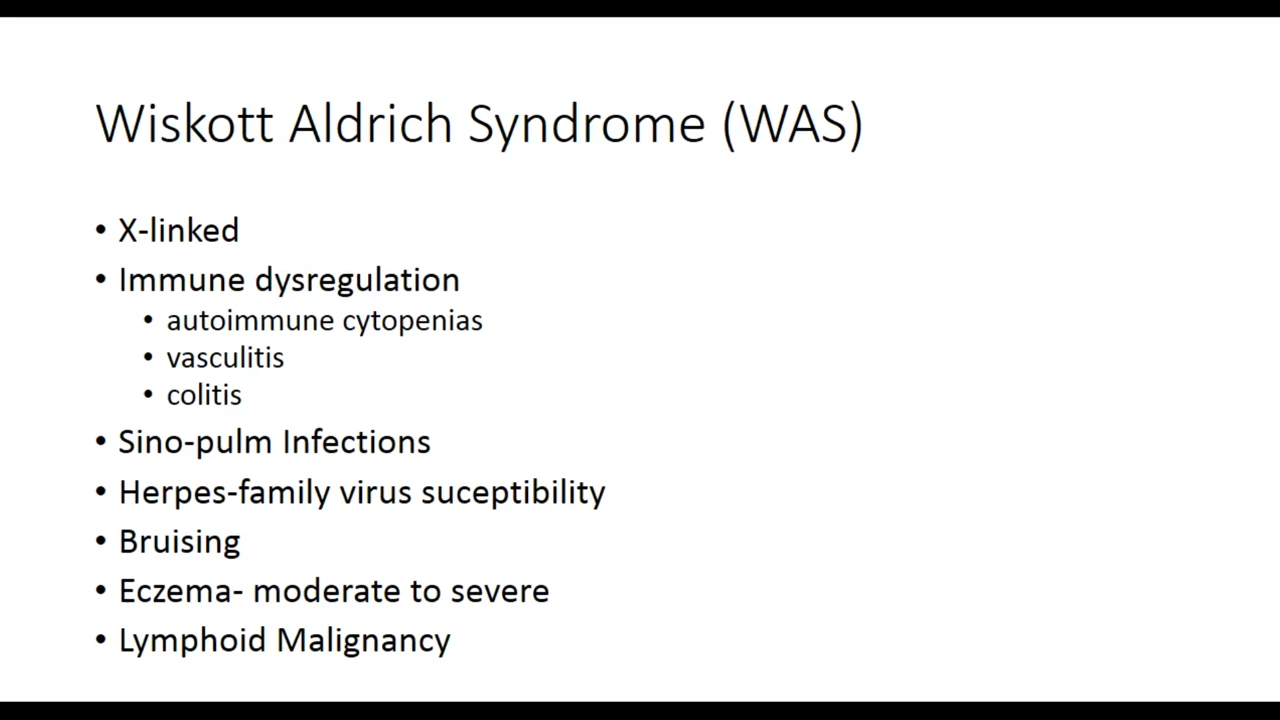 Wiskott Aldrich Syndrome (WAS)
• X-linked
• Immune dysregulation
• autoimmune cytopenias
• vasculitis
• colitis
• Sino-pulm Infections
• Herpes-family virus suceptibility
• Bruising
• Eczema- moderate to severe
• Lymphoid Malignancy